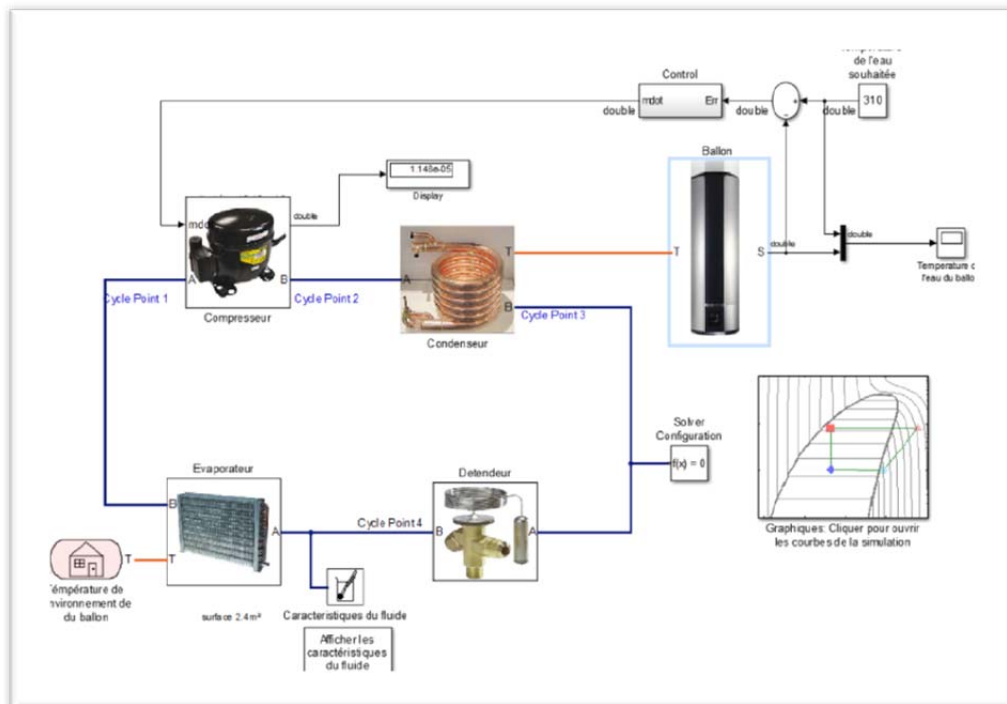 de l'eau
souhaitée
Control
mdot
Err
double
double
double
310
+
-
Ballon
1.148e-05
Display
double
mdot
A
B
Compresseur
Cycle Point 1
Cycle Point 2
T
A
B
Condenseur
Cycle Point 3
T
S
double
double
Temperature d
l'eau du ballo
Solver
Configuration
f(x) = 0
Graphiques: Cliquer pour ouvrir
les courbes de la simulation
Evaporateur
B
A
T
T
Cycle Point 4
Detendeur
B
A
Température de
du ballon
surface 2.4m²
Caracteristiques du fluide
Afficher les
caractéristiques
du fluide